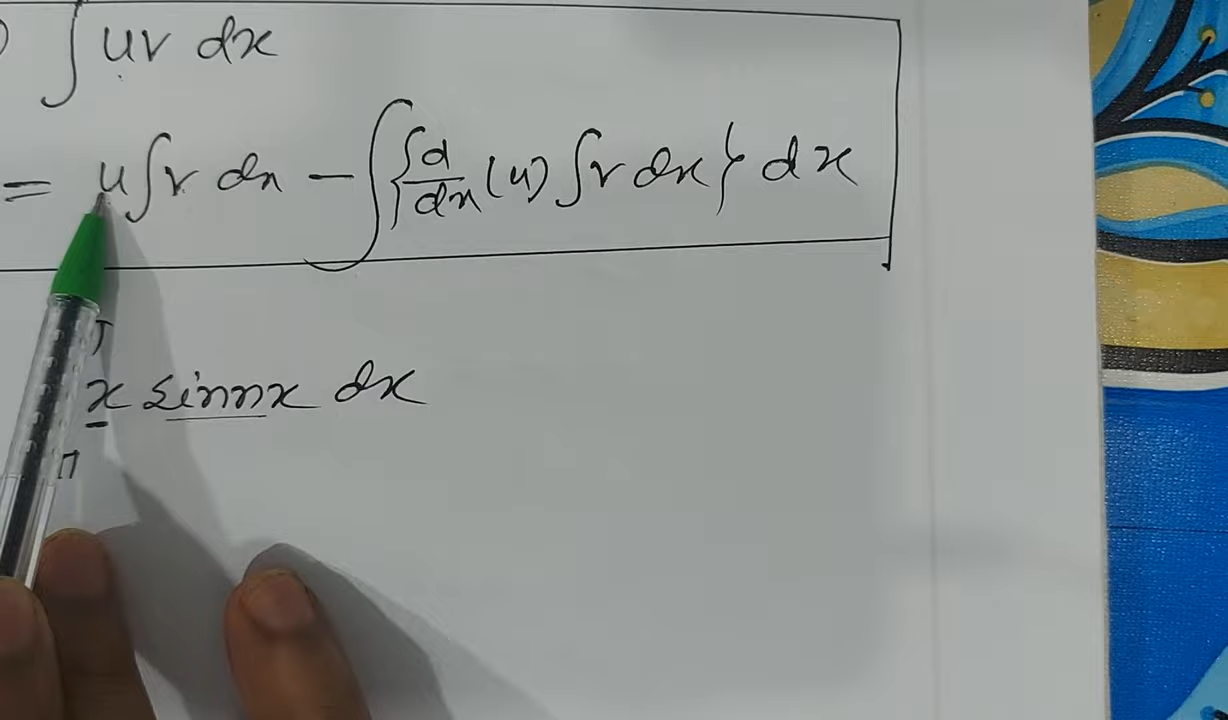 ) ∫ uv dx
= u∫v dx − ∫{d/dx (u) ∫v dx} dx
π
x sinnx dx
π